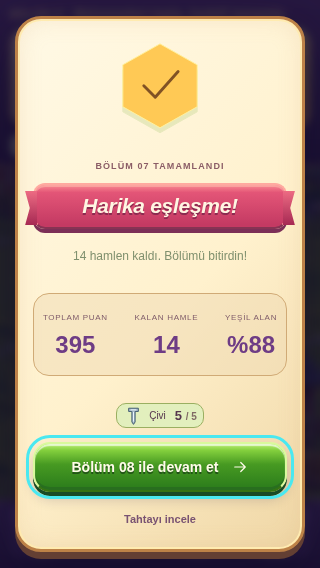 BÖLÜM 07 TAMAMLANDI
Harika eşleşme!
14 hamlen kaldı. Bölümü bitirdin!
TOPLAM PUAN KALAN HAMLE YEŞİL ALAN
395 14 %88
Çivi 5 / 5
Bölüm 08 ile devam et →
Tahtayı incele